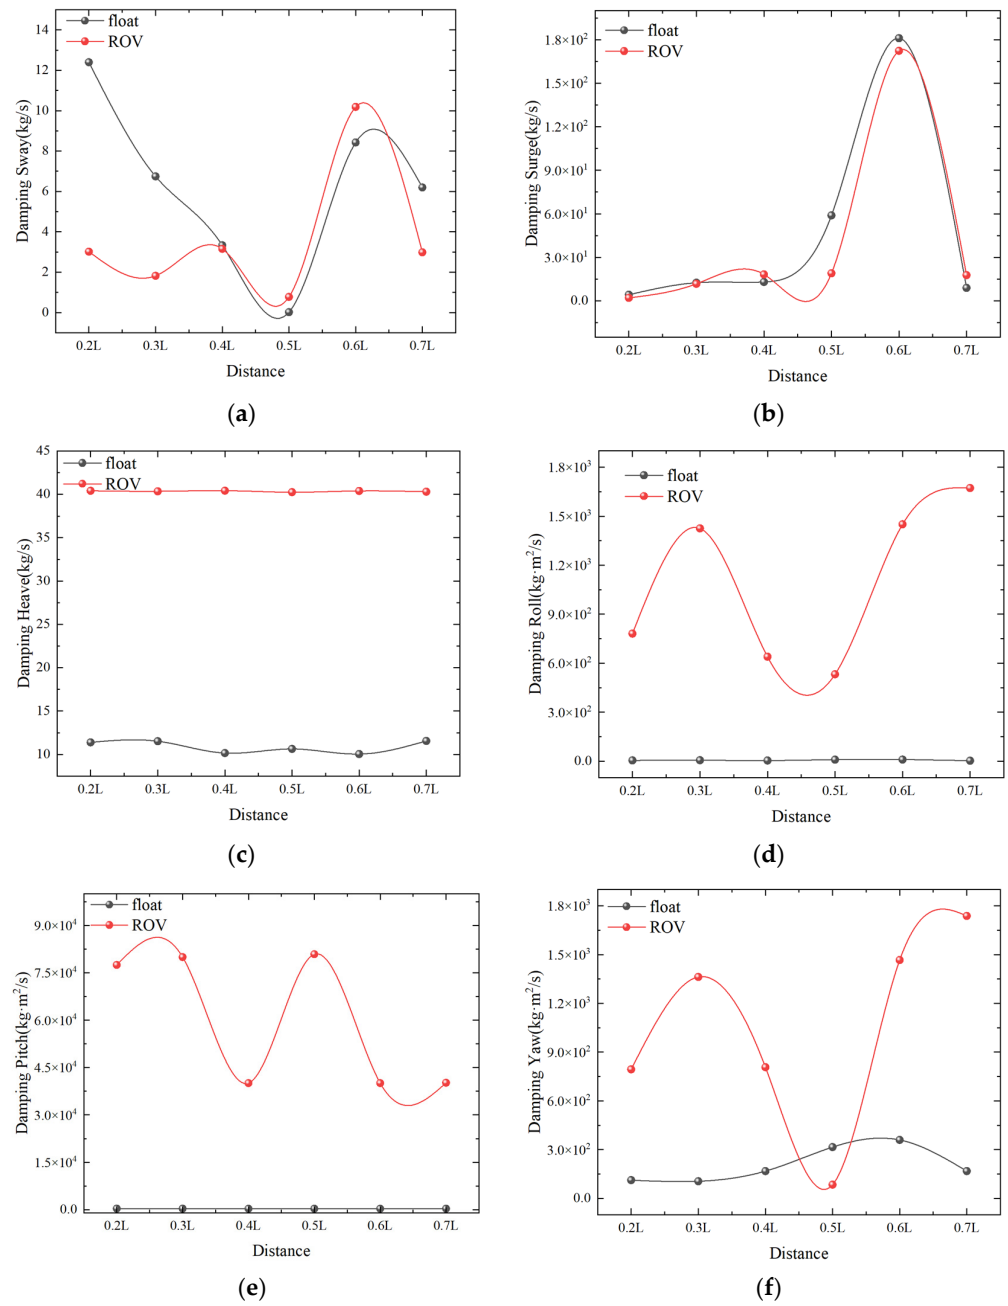 float
ROV
14
12
10
8
6
4
2
0
Damping Sway(kg/s)
0.2L 0.3L 0.4L 0.5L 0.6L 0.7L
Distance
(a)
float
ROV
1.8×10²
1.5×10²
1.2×10²
9.0×10¹
6.0×10¹
3.0×10¹
0.0
Damping Surge(kg/s)
0.2L 0.3L 0.4L 0.5L 0.6L 0.7L
Distance
(b)
float
ROV
45
40
35
30
25
20
15
10
Damping Heave(kg/s)
0.2L 0.3L 0.4L 0.5L 0.6L 0.7L
Distance
(c)
float
ROV
1.8×10³
1.5×10³
1.2×10³
9.0×10²
6.0×10²
3.0×10²
0.0
Damping Roll(kg·m²/s)
0.2L 0.3L 0.4L 0.5L 0.6L 0.7L
Distance
(d)
float
ROV
9.0×10⁴
7.5×10⁴
6.0×10⁴
4.5×10⁴
3.0×10⁴
1.5×10⁴
0.0
Damping Pitch(kg·m²/s)
0.2L 0.3L 0.4L 0.5L 0.6L 0.7L
Distance
(e)
float
ROV
1.8×10³
1.5×10³
1.2×10³
9.0×10²
6.0×10²
3.0×10²
0.0
Damping Yaw(kg·m²/s)
0.2L 0.3L 0.4L 0.5L 0.6L 0.7L
Distance
(f)